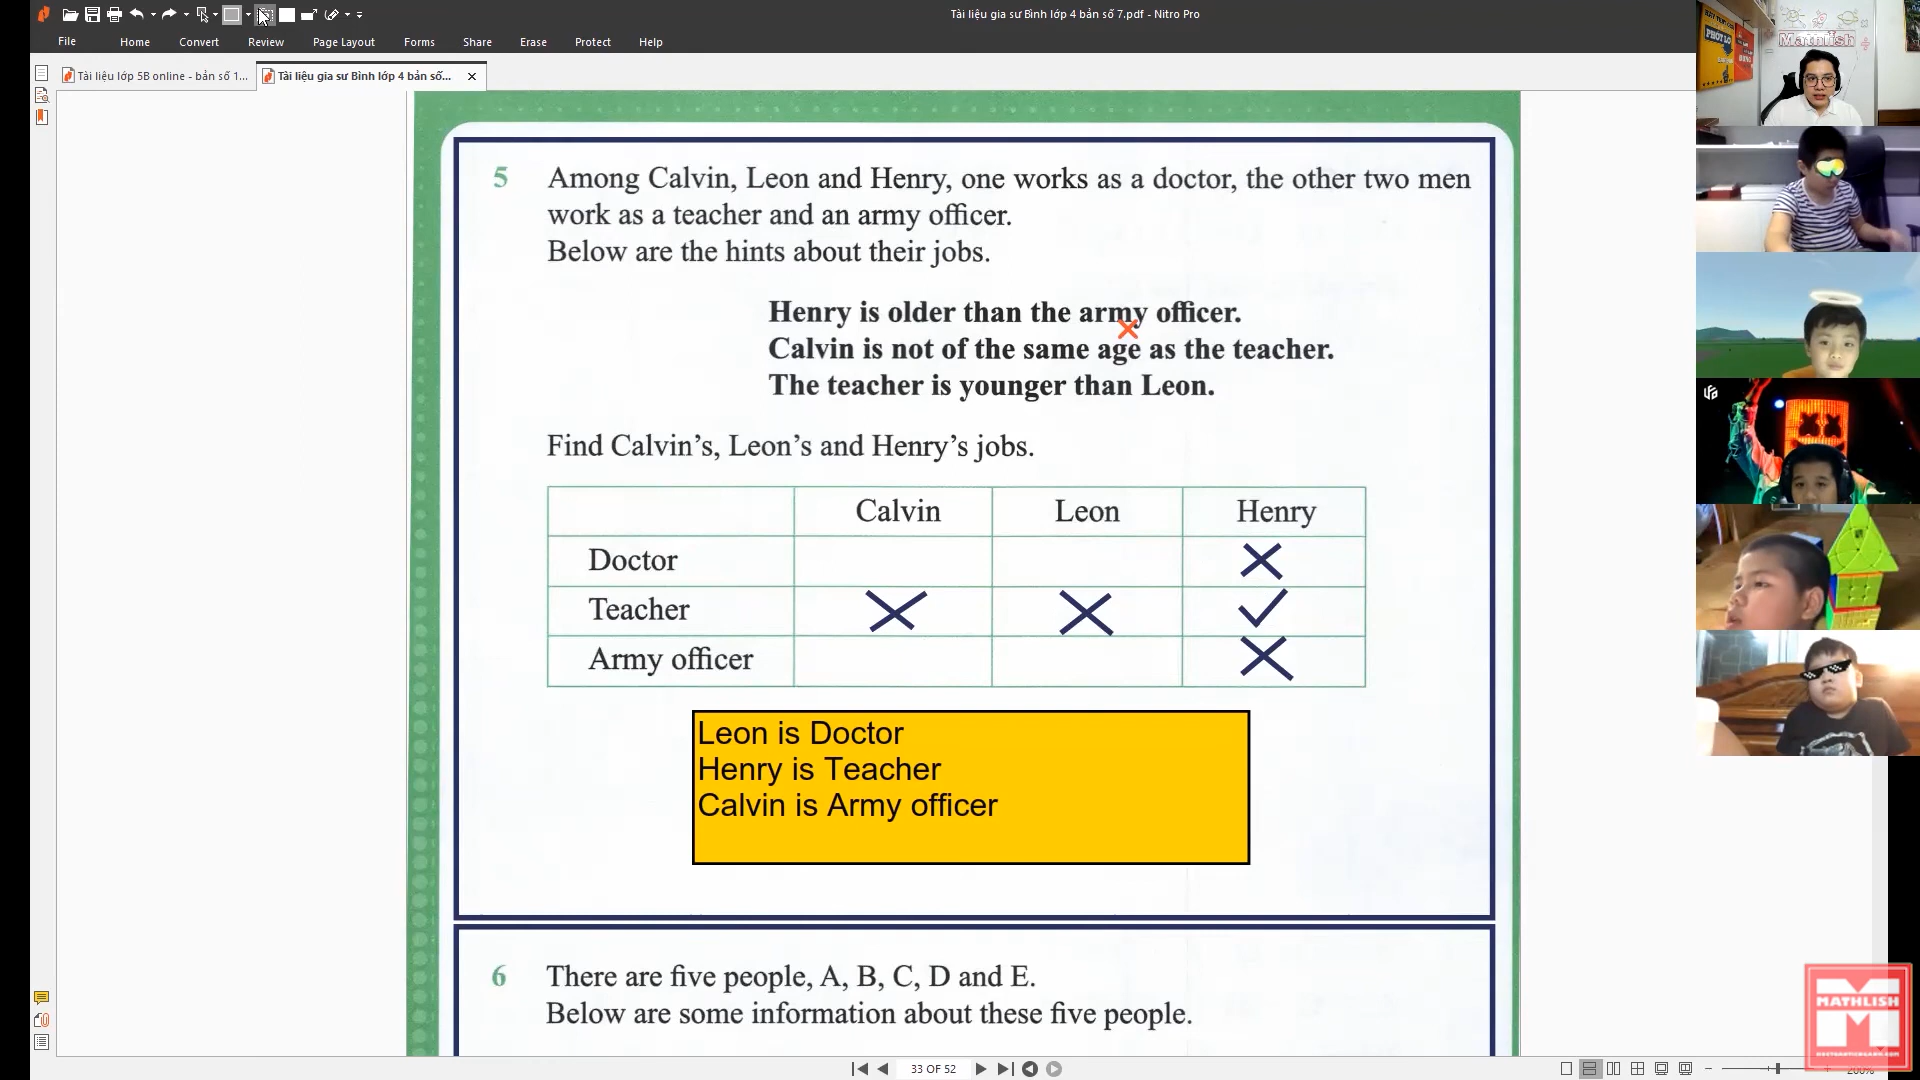 Tài liệu gia sư Bình lớp 4 bản số 7.pdf - Nitro Pro
File Home Convert Review Page Layout Forms Share Erase Protect Help
Tài liệu lớp 5B online - bản số 1...
Tài liệu gia sư Bình lớp 4 bản số...
5 Among Calvin, Leon and Henry, one works as a doctor, the other two men
work as a teacher and an army officer.
Below are the hints about their jobs.
Henry is older than the army officer.
Calvin is not of the same age as the teacher.
The teacher is younger than Leon.
Find Calvin's, Leon's and Henry's jobs.
Calvin Leon Henry
Doctor
Teacher
Army officer
Leon is Doctor
Henry is Teacher
Calvin is Army officer
6 There are five people, A, B, C, D and E.
Below are some information about these five people.
33 OF 52
200%
Mathlish
MATHLISH
M